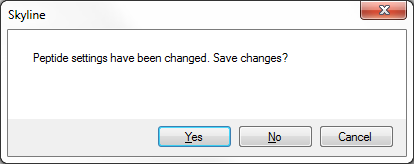 Skyline
Peptide settings have been changed. Save changes?
Yes No Cancel